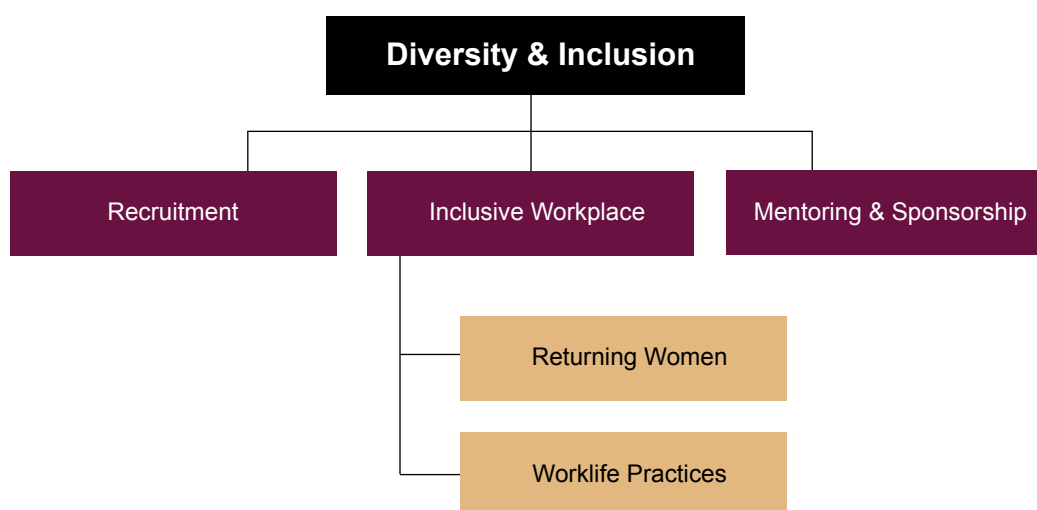 Diversity & Inclusion
Recruitment
Inclusive Workplace
Mentoring & Sponsorship
Returning Women
Worklife Practices